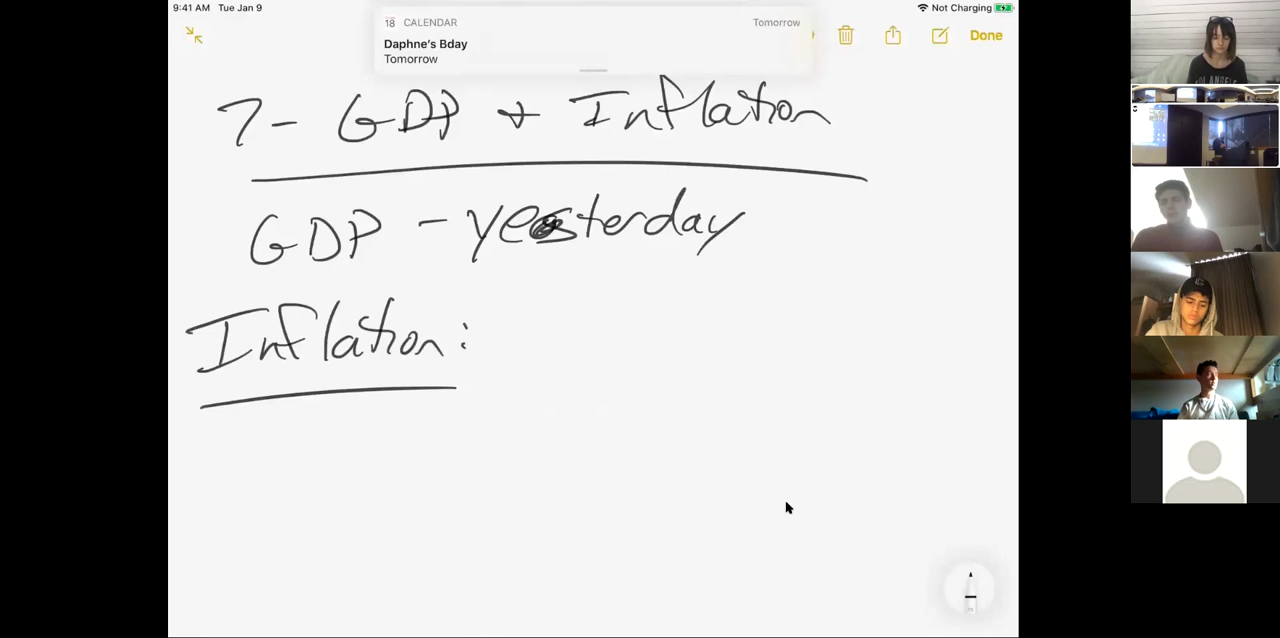 9:41 AM Tue Jan 9
Not Charging
18 CALENDAR
Tomorrow
Daphne's Bday
Tomorrow
Done
7- GDP + Inflation
GDP - yesterday
Inflation: